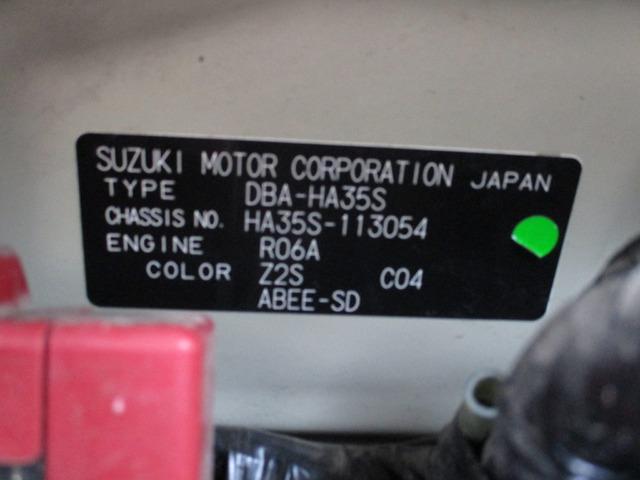 SUZUKI MOTOR CORPORATION JAPAN
TYPE DBA-HA35S
CHASSIS NO. HA35S-113054
ENGINE R06A
COLOR Z2S C04
ABEE-SD